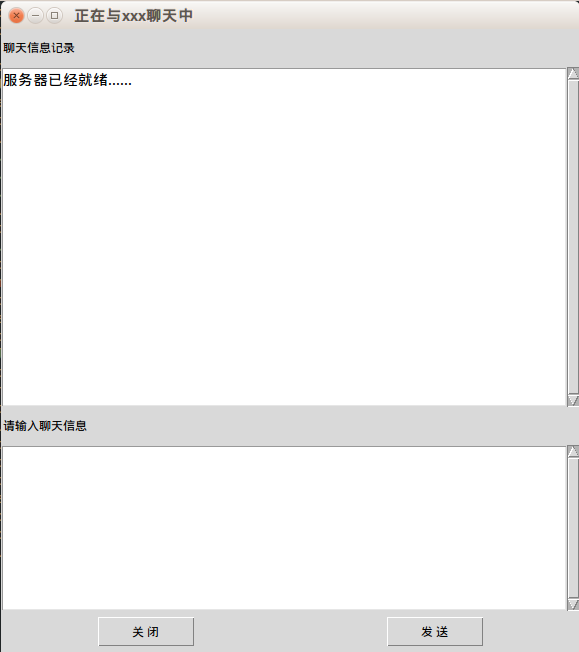 正在与xxx聊天中
聊天信息记录
服务器已经就绪......
请输入聊天信息
关 闭
发 送